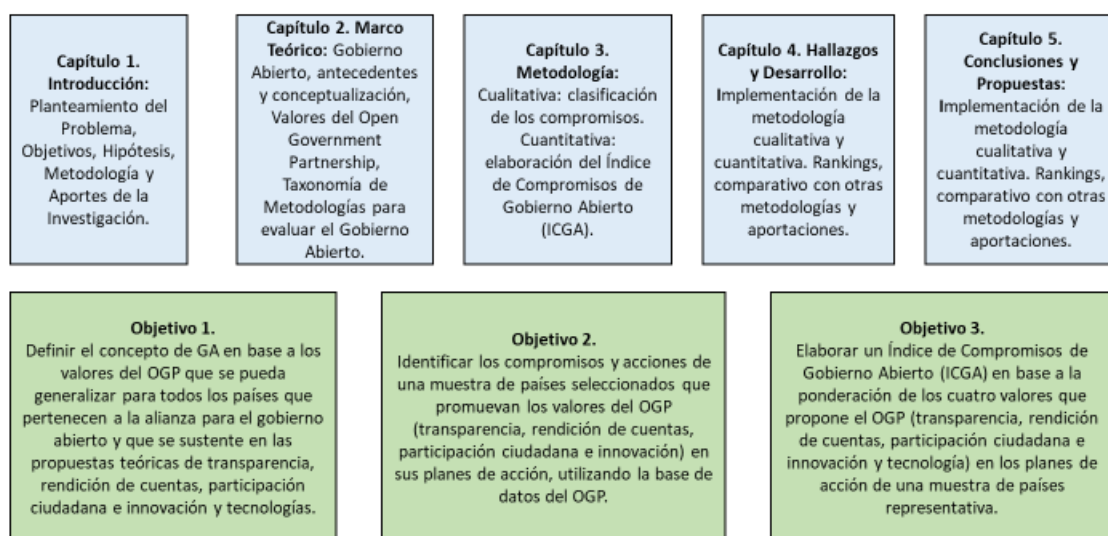 Capítulo 1.
Introducción:
Planteamiento del
Problema,
Objetivos, Hipótesis,
Metodología y
Aportes de la
Investigación.
Capítulo 2. Marco
Teórico: Gobierno
Abierto, antecedentes
y conceptualización,
Valores del Open
Government
Partnership,
Taxonomía de
Metodologías para
evaluar el Gobierno
Abierto.
Capítulo 3.
Metodología:
Cualitativa: clasificación
de los compromisos.
Cuantitativa:
elaboración del Índice
de Compromisos de
Gobierno Abierto
(ICGA).
Capítulo 4. Hallazgos
y Desarrollo:
Implementación de la
metodología
cualitativa y
cuantitativa. Rankings,
comparativo con otras
metodologías y
aportaciones.
Capítulo 5.
Conclusiones y
Propuestas:
Implementación de la
metodología
cualitativa y
cuantitativa. Rankings,
comparativo con otras
metodologías y
aportaciones.
Objetivo 1.
Definir el concepto de GA en base a los
valores del OGP que se pueda
generalizar para todos los países que
pertenecen a la alianza para el gobierno
abierto y que se sustente en las
propuestas teóricas de transparencia,
rendición de cuentas, participación
ciudadana e innovación y tecnologías.
Objetivo 2.
Identificar los compromisos y acciones de
una muestra de países seleccionados que
promuevan los valores del OGP
(transparencia, rendición de cuentas,
participación ciudadana e innovación) en
sus planes de acción, utilizando la base de
datos del OGP.
Objetivo 3.
Elaborar un Índice de Compromisos de
Gobierno Abierto (ICGA) en base a la
ponderación de los cuatro valores que
propone el OGP (transparencia, rendición
de cuentas, participación ciudadana e
innovación y tecnología) en los planes de
acción de una muestra de países
representativa.